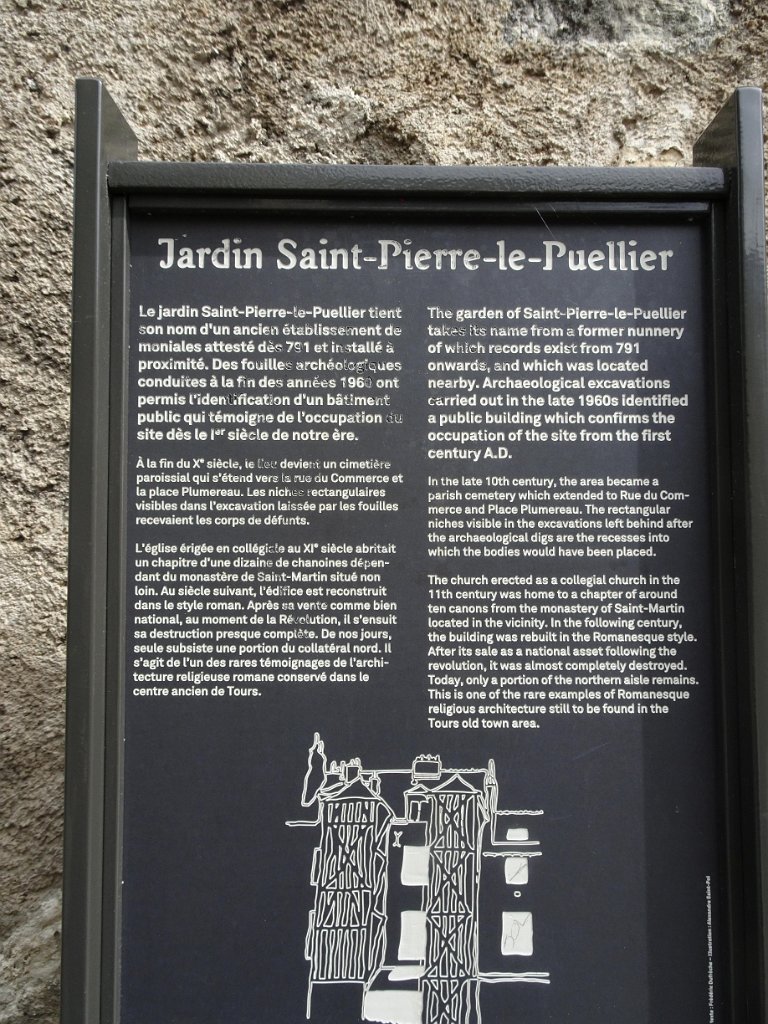 Jardin Saint-Pierre-le-Puellier
Le jardin Saint-Pierre-le-Puellier tient
son nom d'un ancien établissement de
moniales attesté dès 791 et installé à
proximité. Des fouilles archéologiques
conduites à la fin des années 1960 ont
permis l'identification d'un bâtiment
public qui témoigne de l'occupation du
site dès le Ier siècle de notre ère.
À la fin du Xe siècle, le lieu devient un cimetière
paroissial qui s'étend vers la rue du Commerce et
la place Plumereau. Les niches rectangulaires
visibles dans l'excavation laissée par les fouilles
recevaient les corps de défunts.
L'église érigée en collégiale au XIe siècle abritait
un chapitre d'une dizaine de chanoines dépen-
dant du monastère de Saint-Martin situé non
loin. Au siècle suivant, l'édifice est reconstruit
dans le style roman. Après sa vente comme bien
national, au moment de la Révolution, il s'ensuit
sa destruction presque complète. De nos jours,
seule subsiste une portion du collatéral nord. Il
s'agit de l'un des rares témoignages de l'archi-
tecture religieuse romane conservé dans le
centre ancien de Tours.
The garden of Saint-Pierre-le-Puellier
takes its name from a former nunnery
of which records exist from 791
onwards, and which was located
nearby. Archaeological excavations
carried out in the late 1960s identified
a public building which confirms the
occupation of the site from the first
century A.D.
In the late 10th century, the area became a
parish cemetery which extended to Rue du Com-
merce and Place Plumereau. The rectangular
niches visible in the excavations left behind after
the archaeological digs are the recesses into
which the bodies would have been placed.
The church erected as a collegial church in the
11th century was home to a chapter of around
ten canons from the monastery of Saint-Martin
located in the vicinity. In the following century,
the building was rebuilt in the Romanesque style.
After its sale as a national asset following the
revolution, it was almost completely destroyed.
Today, only a portion of the northern aisle remains.
This is one of the rare examples of Romanesque
religious architecture still to be found in the
Tours old town area.
Texte : Frédéric Dufrêche - Illustration : Alexandre Saint-Pol